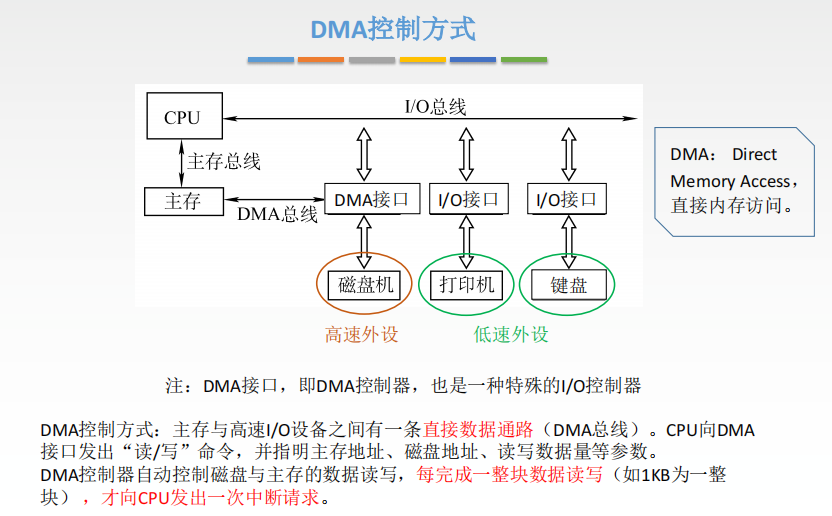 DMA控制方式
CPU
I/O总线
主存总线
主存
DMA总线
DMA接口
I/O接口
I/O接口
磁盘机
打印机
键盘
高速外设
低速外设
DMA： Direct
Memory Access，
直接内存访问。
注：DMA接口，即DMA控制器，也是一种特殊的I/O控制器
DMA控制方式：主存与高速I/O设备之间有一条直接数据通路（DMA总线）。CPU向DMA
接口发出“读/写”命令，并指明主存地址、磁盘地址、读写数据量等参数。
DMA控制器自动控制磁盘与主存的数据读写，每完成一整块数据读写（如1KB为一整
块），才向CPU发出一次中断请求。